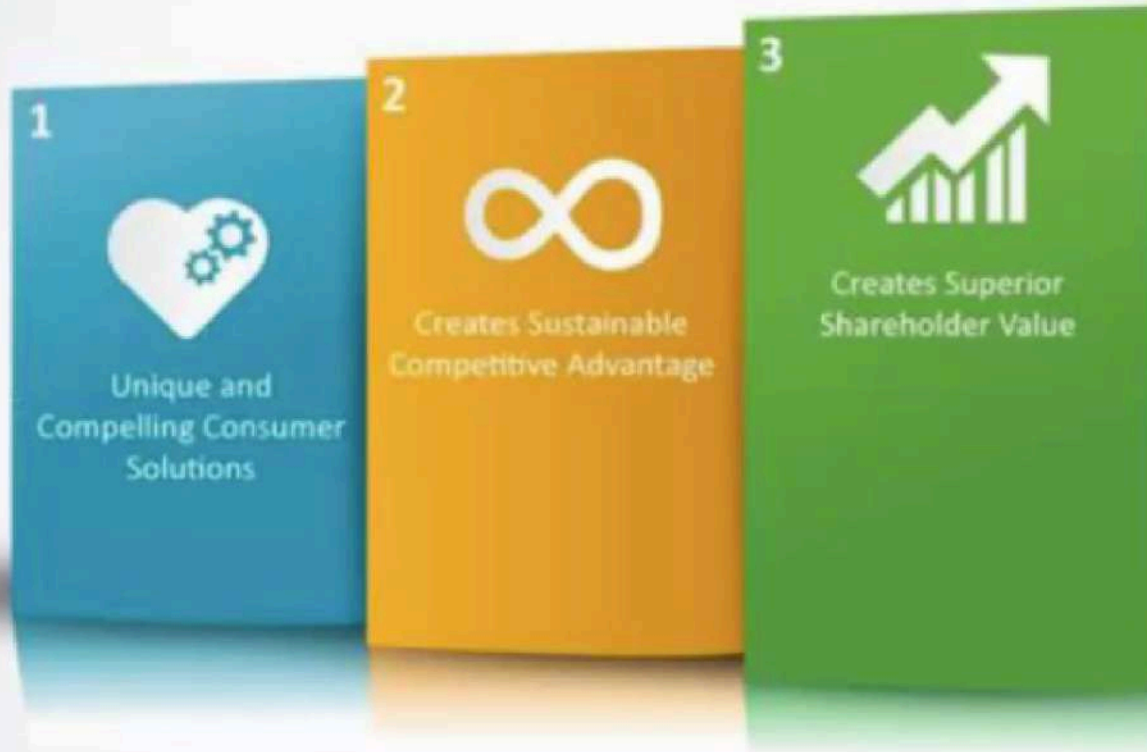 1
Unique and
Compelling Consumer
Solutions
2
Creates Sustainable
Competitive Advantage
3
Creates Superior
Shareholder Value